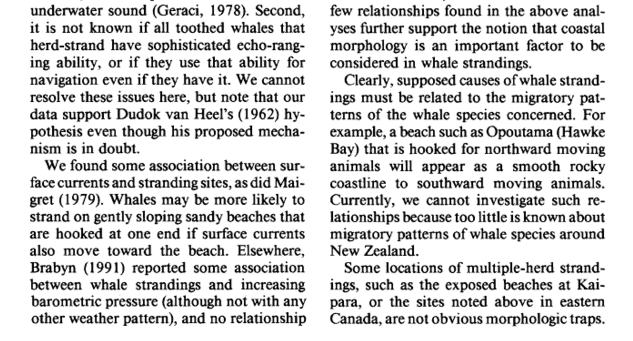 underwater sound (Geraci, 1978). Second,
it is not known if all toothed whales that
herd-strand have sophisticated echo-rang-
ing ability, or if they use that ability for
navigation even if they have it. We cannot
resolve these issues here, but note that our
data support Dudok van Heel's (1962) hy-
pothesis even though his proposed mecha-
nism is in doubt.
We found some association between sur-
face currents and stranding sites, as did Mai-
gret (1979). Whales may be more likely to
strand on gently sloping sandy beaches that
are hooked at one end if surface currents
also move toward the beach. Elsewhere,
Brabyn (1991) reported some association
between whale strandings and increasing
barometric pressure (although not with any
other weather pattern), and no relationship
few relationships found in the above anal-
yses further support the notion that coastal
morphology is an important factor to be
considered in whale strandings.
Clearly, supposed causes of whale strand-
ings must be related to the migratory pat-
terns of the whale species concerned. For
example, a beach such as Opoutama (Hawke
Bay) that is hooked for northward moving
animals will appear as a smooth rocky
coastline to southward moving animals.
Currently, we cannot investigate such re-
lationships because too little is known about
migratory patterns of whale species around
New Zealand.
Some locations of multiple-herd strand-
ings, such as the exposed beaches at Kai-
para, or the sites noted above in eastern
Canada, are not obvious morphologic traps.